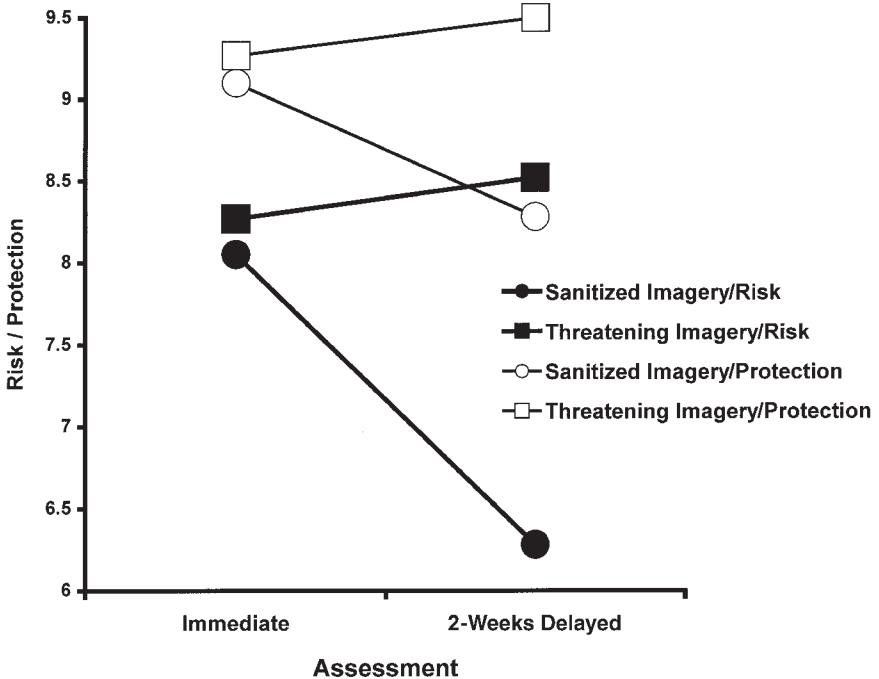 9.5
9
8.5
8
7.5
7
6.5
6
Risk / Protection
Sanitized Imagery/Risk
Threatening Imagery/Risk
Sanitized Imagery/Protection
Threatening Imagery/Protection
Immediate
2-Weeks Delayed
Assessment